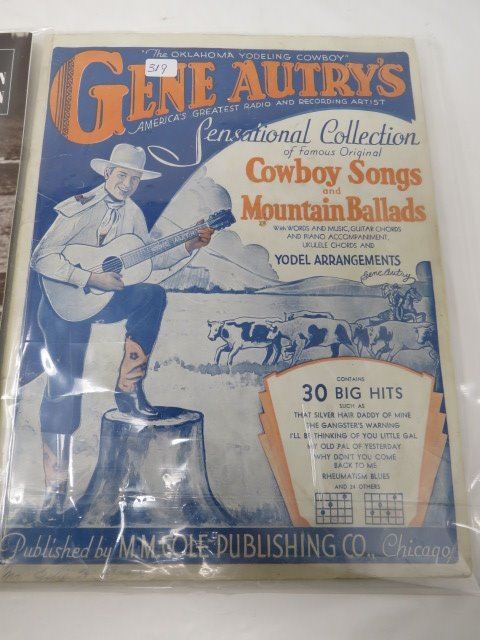 "The OKLAHOMA YODELING COWBOY"
319
GENE AUTRY'S
AMERICA'S GREATEST RADIO AND RECORDING ARTIST
Sensational Collection
of Famous Original
Cowboy Songs
and
Mountain Ballads
WITH WORDS AND MUSIC, GUITAR CHORDS
AND PIANO ACCOMPANIMENT,
UKULELE CHORDS AND
YODEL ARRANGEMENTS
Gene Autry
GENE AUTRY
CONTAINS
30 BIG HITS
SUCH AS
THAT SILVER HAIR DADDY OF MINE
THE GANGSTER'S WARNING
I'LL BE THINKING OF YOU LITTLE GAL
MY OLD PAL OF YESTERDAY
WHY DON'T YOU COME
BACK TO ME
RHEUMATISM BLUES
AND 24 OTHERS
Published by M.M. COLE PUBLISHING CO., Chicago
N
N